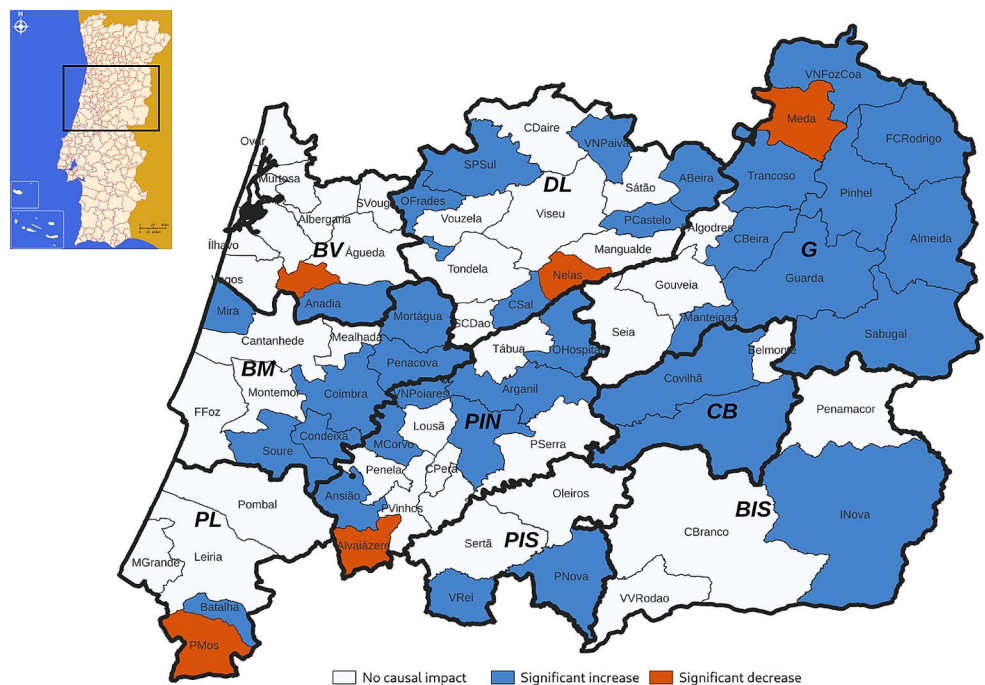 N
VNFozCoa
Meda
CDaire
VNPaiva
FCRodrigo
Ovar
SPSul
DL
Trancoso
Murtosa
Sátão
ABeira
Pinhel
OFrades
SVouga
Viseu
Albergaria
Vouzela
PCastelo
Algodres
CBeira
Almeida
Ílhavo
BV
Águeda
Mangualde
G
Tondela
Nelas
Guarda
Vagos
Gouveia
Anadia
CSal
Mira
Mortágua
Manteigas
SCDao
Seia
Sabugal
Cantanhede
Mealhada
Tábua
OHospital
Belmonte
Penacova
BM
Covilhã
Montemor
Coimbra
VNPoiares
Arganil
FFoz
CB
Penamacor
Lousã
PIN
Condeixa
MCorvo
PSerra
Soure
Penela
CPera
Oleiros
Ansião
Pombal
PVinhos
BIS
INova
PL
CBranco
Alvaiázere
Sertã
PIS
Leiria
MGrande
PNova
VRei
VVRodao
Batalha
PMos
No causal impact Significant increase Significant decrease